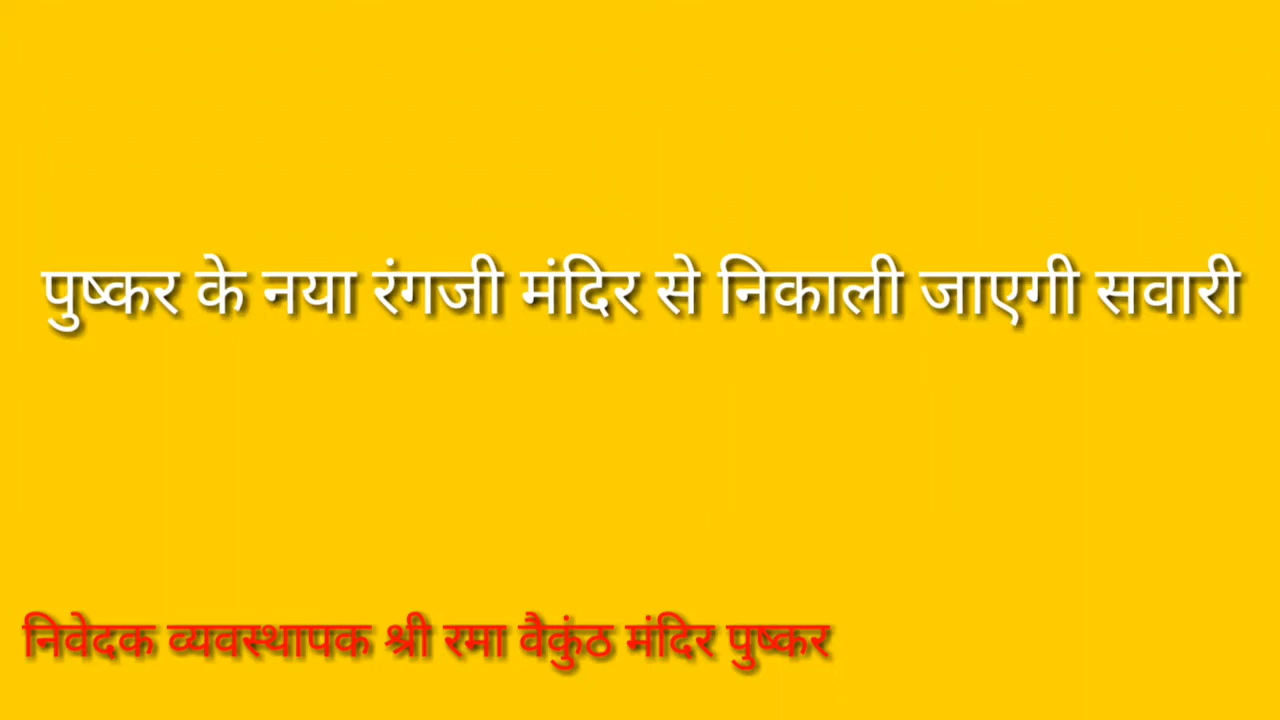 पुष्कर के नया रंगजी मंदिर से निकाली जाएगी सवारी
निवेदक व्यवस्थापक श्री रमा वैकुंठ मंदिर पुष्कर